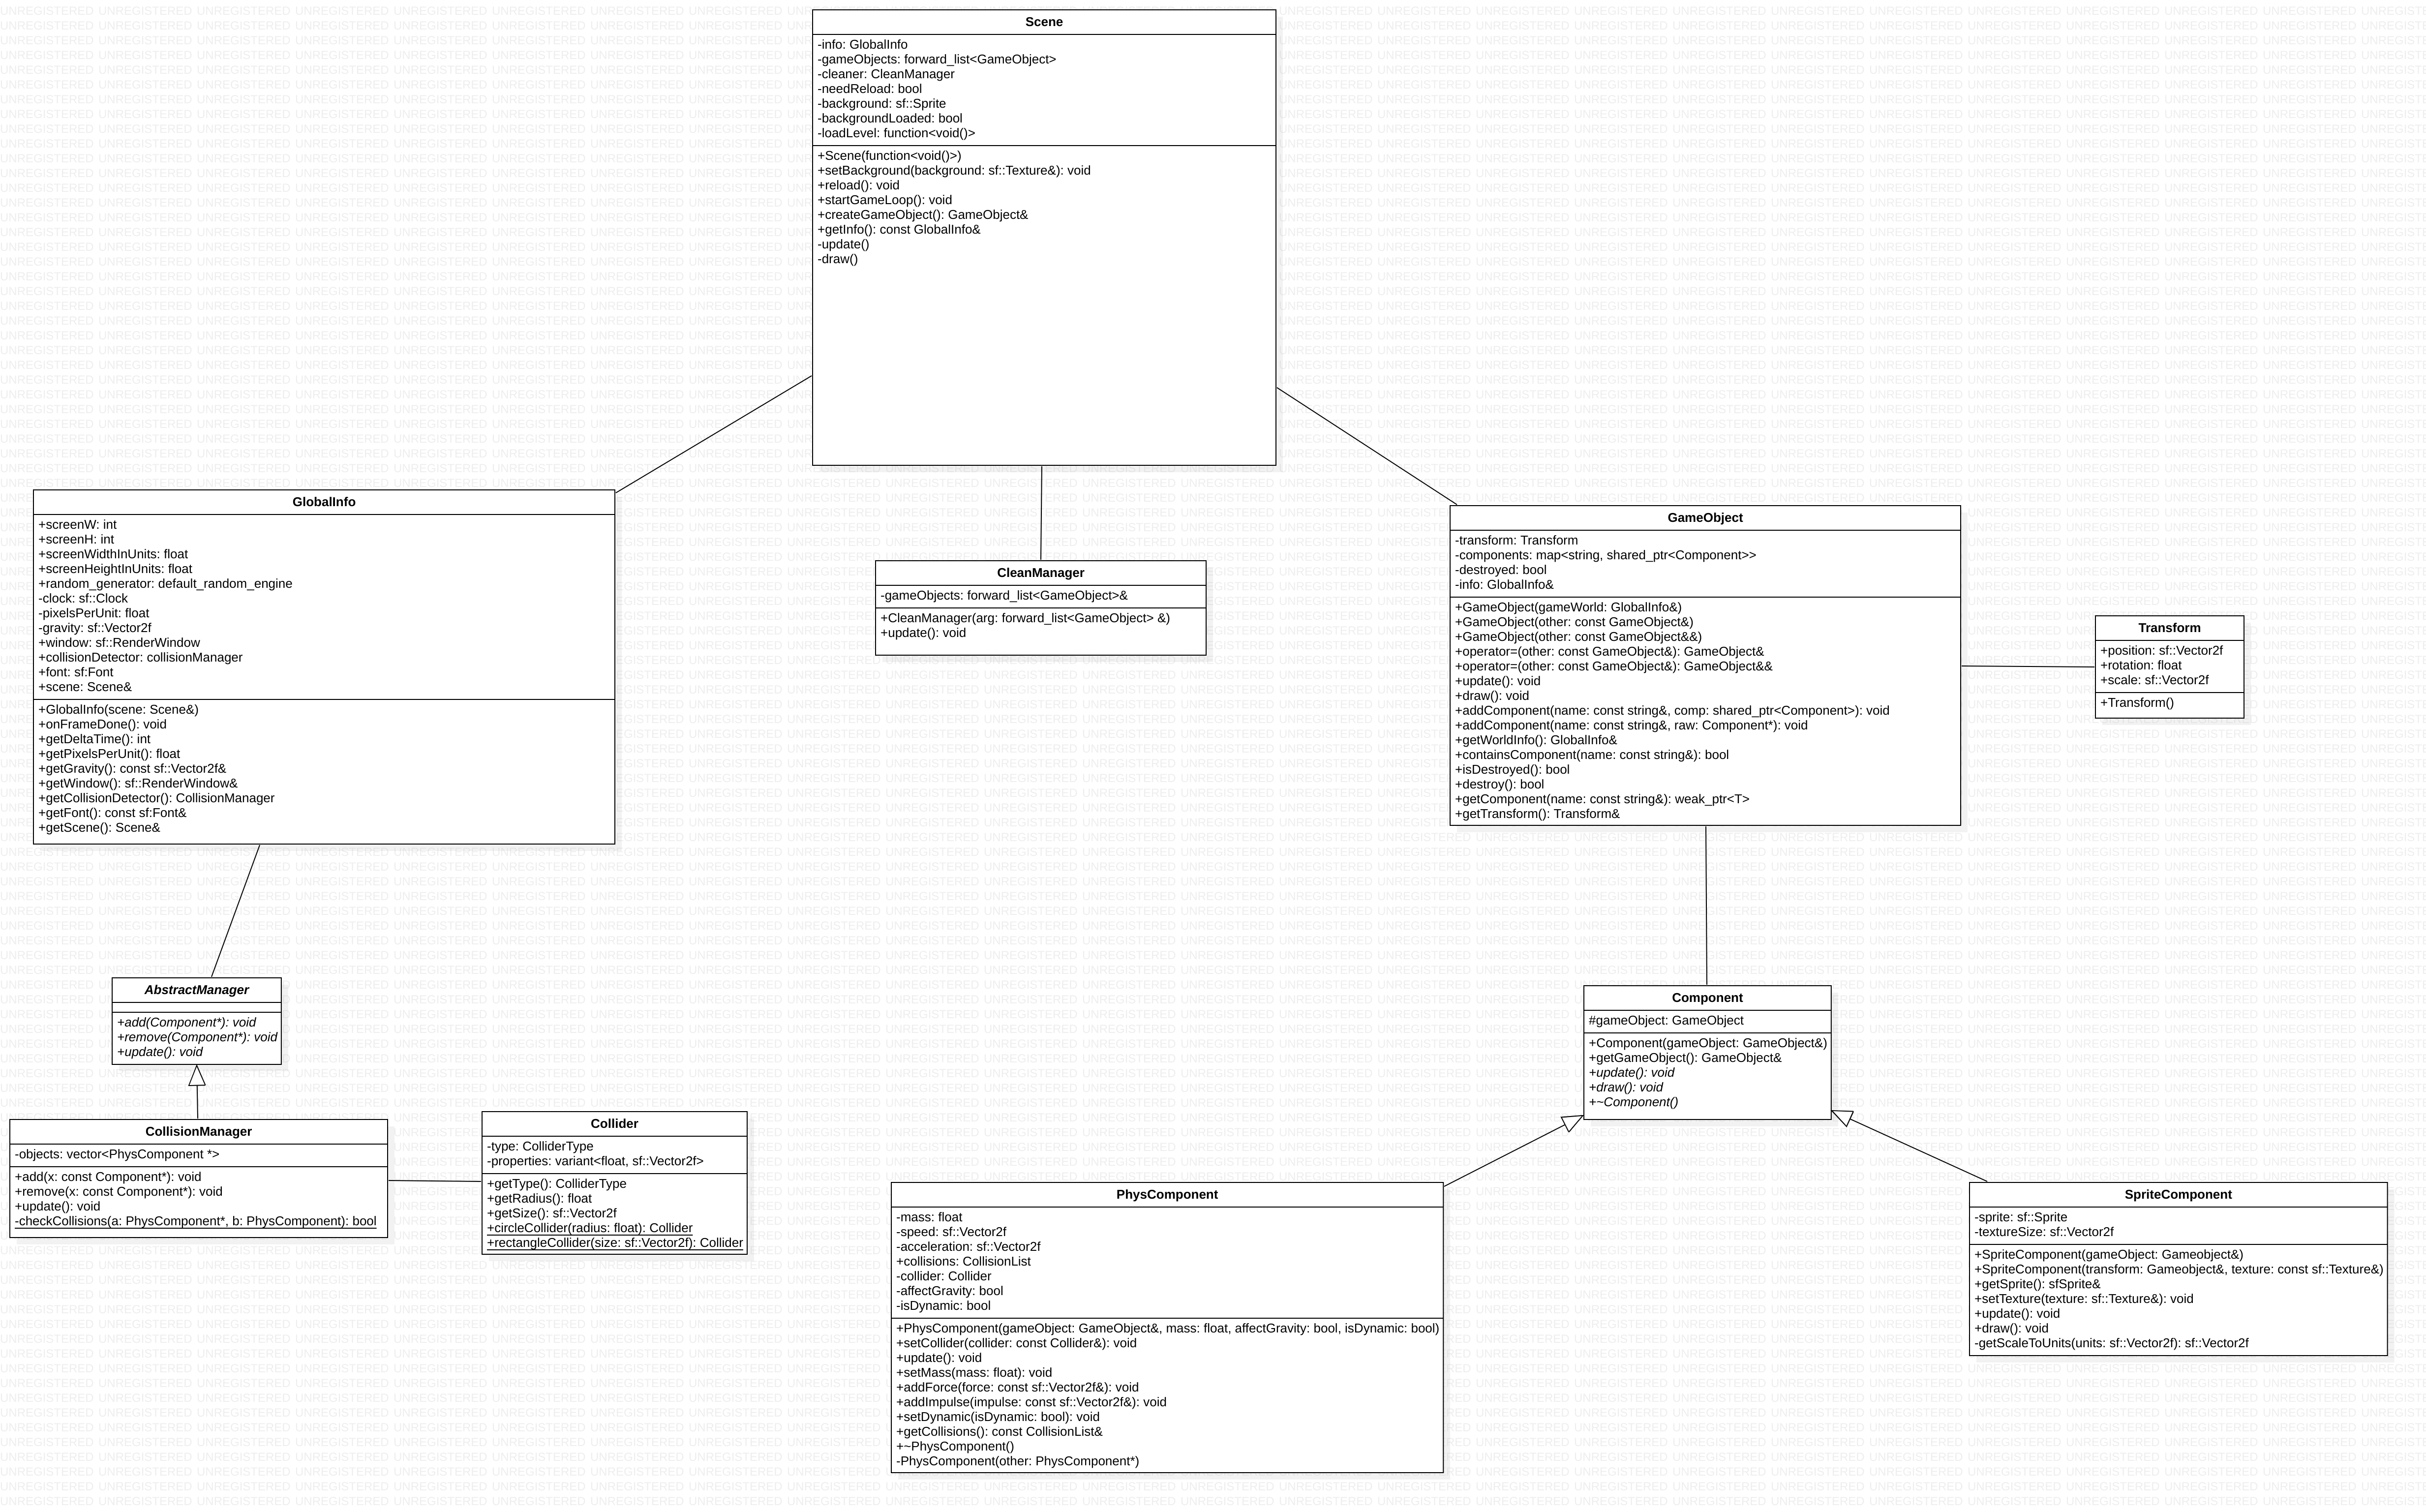 Scene
-info: GlobalInfo
-gameObjects: forward_list<GameObject>
-cleaner: CleanManager
-needReload: bool
-background: sf::Sprite
-backgroundLoaded: bool
-loadLevel: function<void()>
+Scene(function<void()>)
+setBackground(background: sf::Texture&): void
+reload(): void
+startGameLoop(): void
+createGameObject(): GameObject&
+getInfo(): const GlobalInfo&
-update()
-draw()
GlobalInfo
+screenW: int
+screenH: int
+screenWidthInUnits: float
+screenHeightInUnits: float
+random_generator: default_random_engine
-clock: sf::Clock
-pixelsPerUnit: float
-gravity: sf::Vector2f
+window: sf::RenderWindow
+collisionDetector: collisionManager
+font: sf:Font
+scene: Scene&
+GlobalInfo(scene: Scene&)
+onFrameDone(): void
+getDeltaTime(): int
+getPixelsPerUnit(): float
+getGravity(): const sf::Vector2f&
+getWindow(): sf::RenderWindow&
+getCollisionDetector(): CollisionManager
+getFont(): const sf:Font&
+getScene(): Scene&
CleanManager
-gameObjects: forward_list<GameObject>&
+CleanManager(arg: forward_list<GameObject> &)
+update(): void
GameObject
-transform: Transform
-components: map<string, shared_ptr<Component>>
-destroyed: bool
-info: GlobalInfo&
+GameObject(gameWorld: GlobalInfo&)
+GameObject(other: const GameObject&)
+GameObject(other: const GameObject&&)
+operator=(other: const GameObject&): GameObject&
+operator=(other: const GameObject&): GameObject&&
+update(): void
+draw(): void
+addComponent(name: const string&, comp: shared_ptr<Component>): void
+addComponent(name: const string&, raw: Component*): void
+getWorldInfo(): GlobalInfo&
+containsComponent(name: const string&): bool
+isDestroyed(): bool
+destroy(): bool
+getComponent(name: const string&): weak_ptr<T>
+getTransform(): Transform&
Transform
+position: sf::Vector2f
+rotation: float
+scale: sf::Vector2f
+Transform()
AbstractManager
+add(Component*): void
+remove(Component*): void
+update(): void
Component
#gameObject: GameObject
+Component(gameObject: GameObject&)
+getGameObject(): GameObject&
+update(): void
+draw(): void
+~Component()
CollisionManager
-objects: vector<PhysComponent *>
+add(x: const Component*): void
+remove(x: const Component*): void
+update(): void
-checkCollisions(a: PhysComponent*, b: PhysComponent): bool
Collider
-type: ColliderType
-properties: variant<float, sf::Vector2f>
+getType(): ColliderType
+getRadius(): float
+getSize(): sf::Vector2f
+circleCollider(radius: float): Collider
+rectangleCollider(size: sf::Vector2f): Collider
PhysComponent
-mass: float
-speed: sf::Vector2f
-acceleration: sf::Vector2f
+collisions: CollisionList
-collider: Collider
-affectGravity: bool
-isDynamic: bool
+PhysComponent(gameObject: GameObject&, mass: float, affectGravity: bool, isDynamic: bool)
+setCollider(collider: const Collider&): void
+update(): void
+setMass(mass: float): void
+addForce(force: const sf::Vector2f&): void
+addImpulse(impulse: const sf::Vector2f&): void
+setDynamic(isDynamic: bool): void
+getCollisions(): const CollisionList&
+~PhysComponent()
-PhysComponent(other: PhysComponent*)
SpriteComponent
-sprite: sf::Sprite
-textureSize: sf::Vector2f
+SpriteComponent(gameObject: Gameobject&)
+SpriteComponent(transform: Gameobject&, texture: const sf::Texture&)
+getSprite(): sfSprite&
+setTexture(texture: sf::Texture&): void
+update(): void
+draw(): void
-getScaleToUnits(units: sf::Vector2f): sf::Vector2f